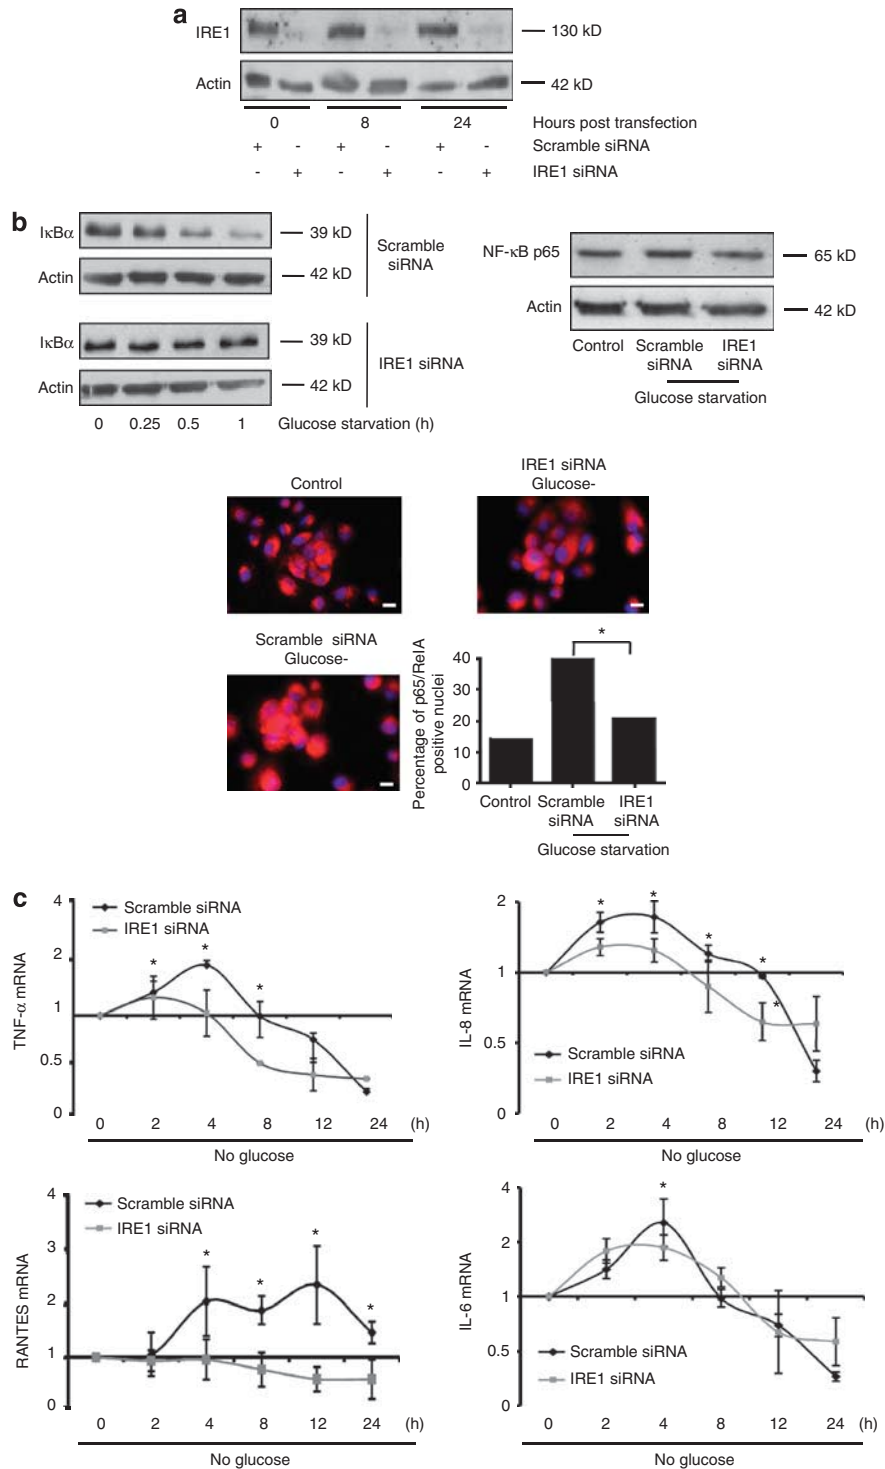 a
IRE1
130 kD
Actin
42 kD
0 8 24 Hours post transfection
+ - + - + - Scramble siRNA
- + - + - + IRE1 siRNA
b
IκBα
39 kD
Actin
42 kD
Scramble
siRNA
IκBα
39 kD
Actin
42 kD
IRE1 siRNA
0 0.25 0.5 1 Glucose starvation (h)
NF-κB p65
65 kD
Actin
42 kD
Control Scramble siRNA IRE1 siRNA
Glucose starvation
Control
IRE1 siRNA
Glucose-
Scramble siRNA
Glucose-
Percentage of p65/RelA
positive nuclei
40
30
20
10
0
*
Control Scramble siRNA IRE1 siRNA
Glucose starvation
c
TNF-α mRNA
4
2
1
0.5
0
Scramble siRNA
IRE1 siRNA
* * *
0 2 4 8 12 24 (h)
No glucose
IL-8 mRNA
2
1
0.5
0
* * * * *
Scramble siRNA
IRE1 siRNA
0 2 4 8 12 24 (h)
No glucose
RANTES mRNA
4
3
2
1
0
Scramble siRNA
IRE1 siRNA
* * * *
0 2 4 8 12 24 (h)
No glucose
IL-6 mRNA
4
2
1
0.5
0
*
Scramble siRNA
IRE1 siRNA
0 2 4 8 12 24 (h)
No glucose